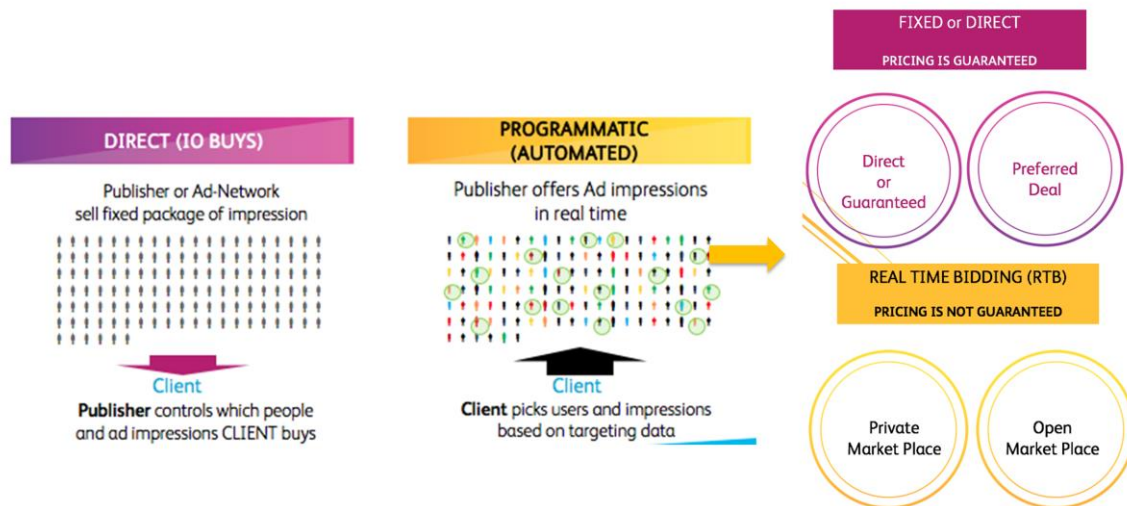 DIRECT (IO BUYS)
Publisher or Ad-Network
sell fixed package of impression
Client
Publisher controls which people
and ad impressions CLIENT buys
PROGRAMMATIC
(AUTOMATED)
Publisher offers Ad impressions
in real time
Client
Client picks users and impressions
based on targeting data
FIXED or DIRECT
PRICING IS GUARANTEED
Direct
or
Guaranteed
Preferred
Deal
REAL TIME BIDDING (RTB)
PRICING IS NOT GUARANTEED
Private
Market Place
Open
Market Place